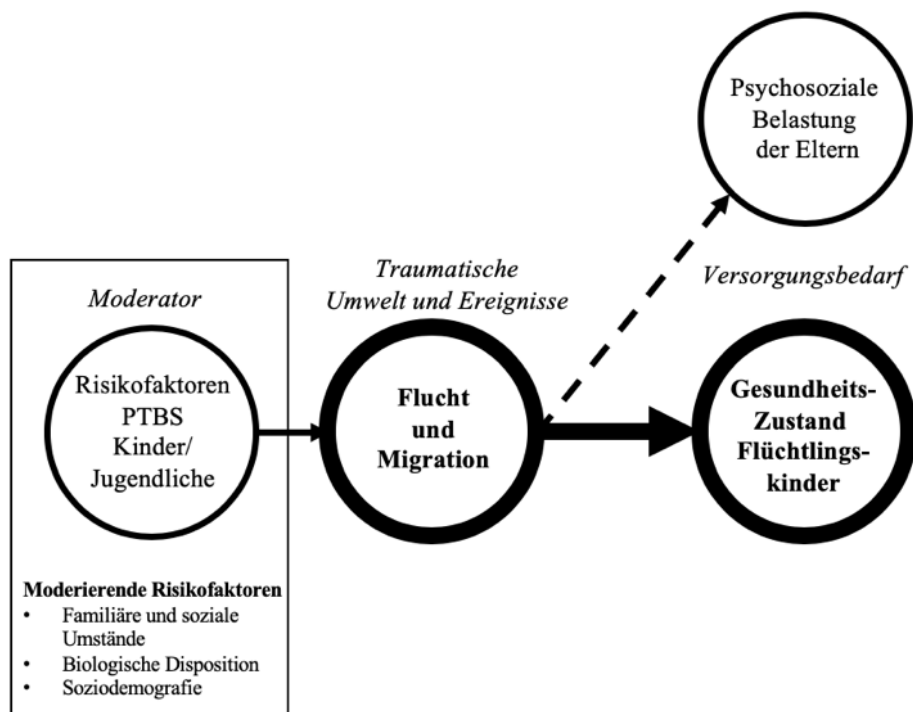 Psychosoziale
Belastung
der Eltern
Traumatische
Umwelt und Ereignisse
Versorgungsbedarf
Moderator
Risikofaktoren
PTBS
Kinder/
Jugendliche
Flucht
und
Migration
Gesundheits-
Zustand
Flüchtlings-
kinder
Moderierende Risikofaktoren
• Familiäre und soziale
Umstände
• Biologische Disposition
• Soziodemografie